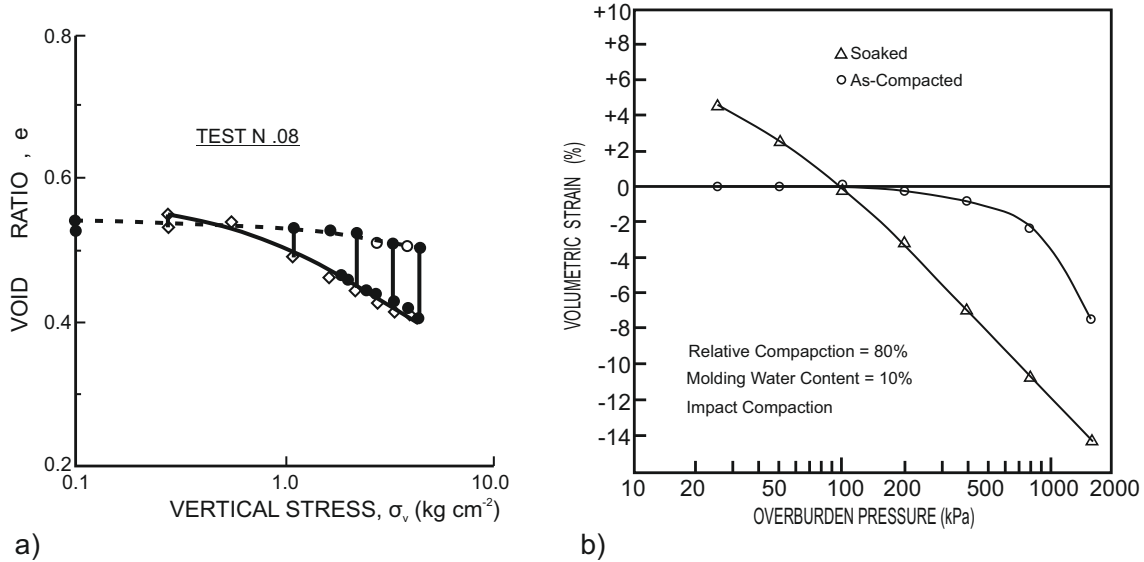 0.8
0.6
0.4
0.2
0.1
1.0
10.0
VOID RATIO , e
TEST N .08
VERTICAL STRESS, σv (kg cm-2)
a)
+10
+8
+6
+4
+2
0
-2
-4
-6
-8
-10
-12
-14
VOLUMETRIC STRAIN (%)
Soaked
As-Compacted
Relative Compapction = 80%
Molding Water Content = 10%
Impact Compaction
10 20 50 100 200 500 1000 2000
OVERBURDEN PRESSURE (kPa)
b)